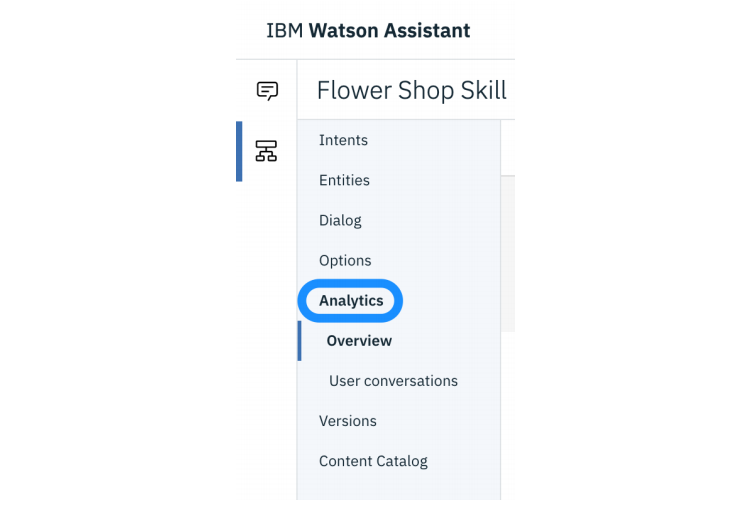 IBM Watson Assistant
Flower Shop Skill
Intents
Entities
Dialog
Options
Analytics
Overview
User conversations
Versions
Content Catalog